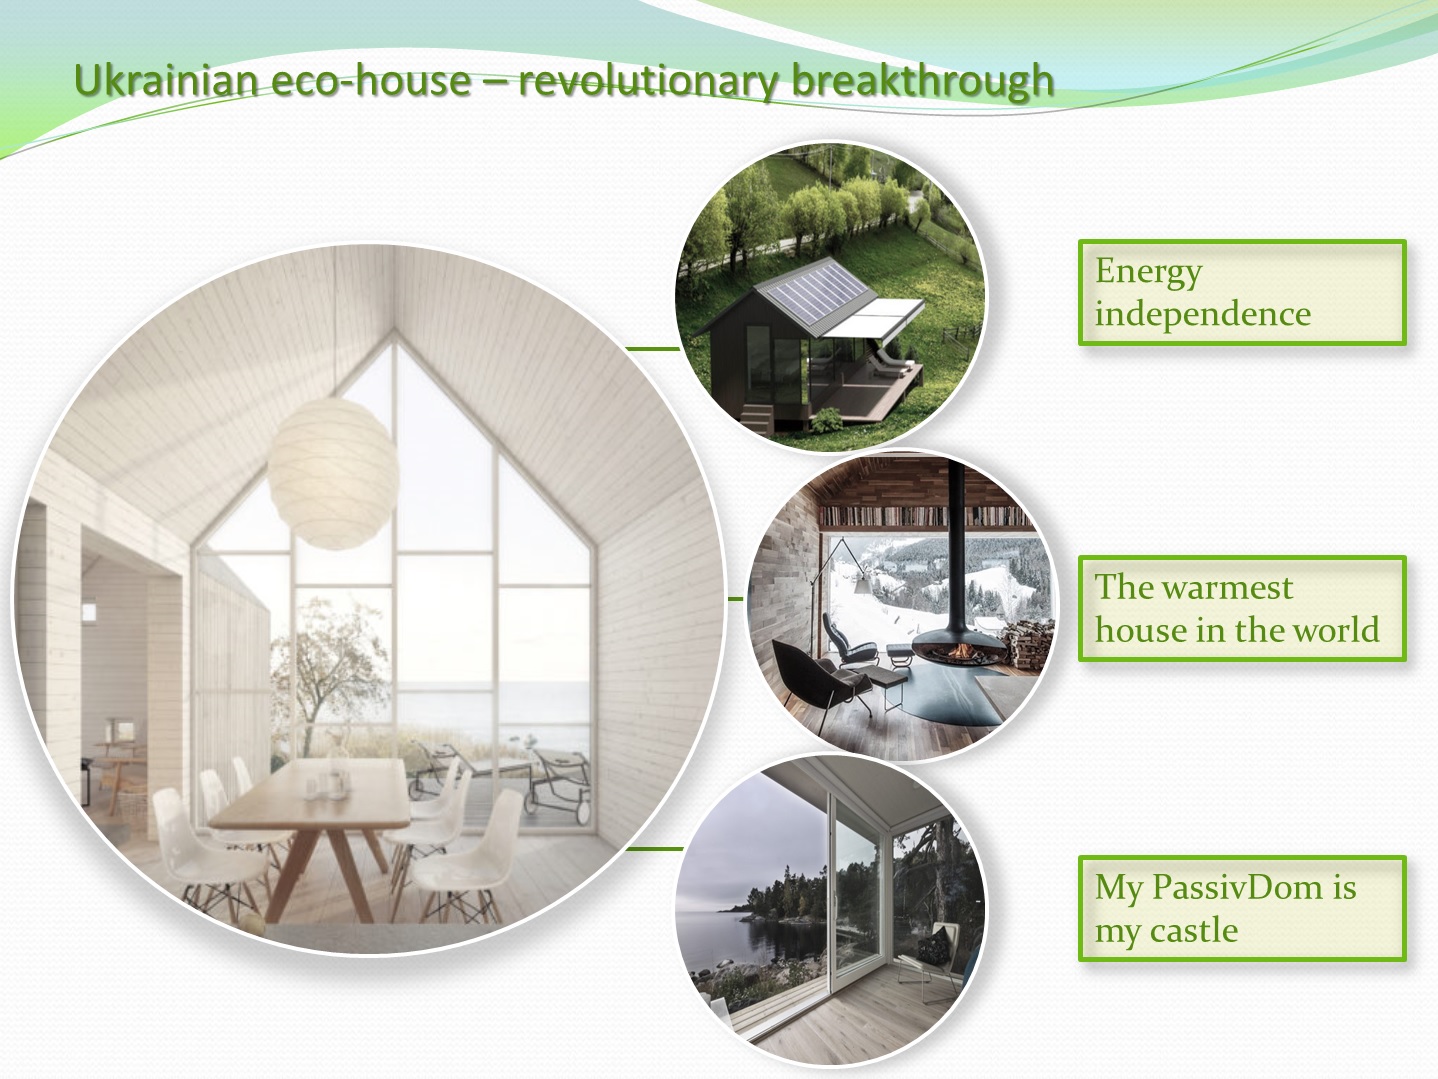 Ukrainian eco-house – revolutionary breakthrough
Energy
independence
The warmest
house in the world
My PassivDom is
my castle